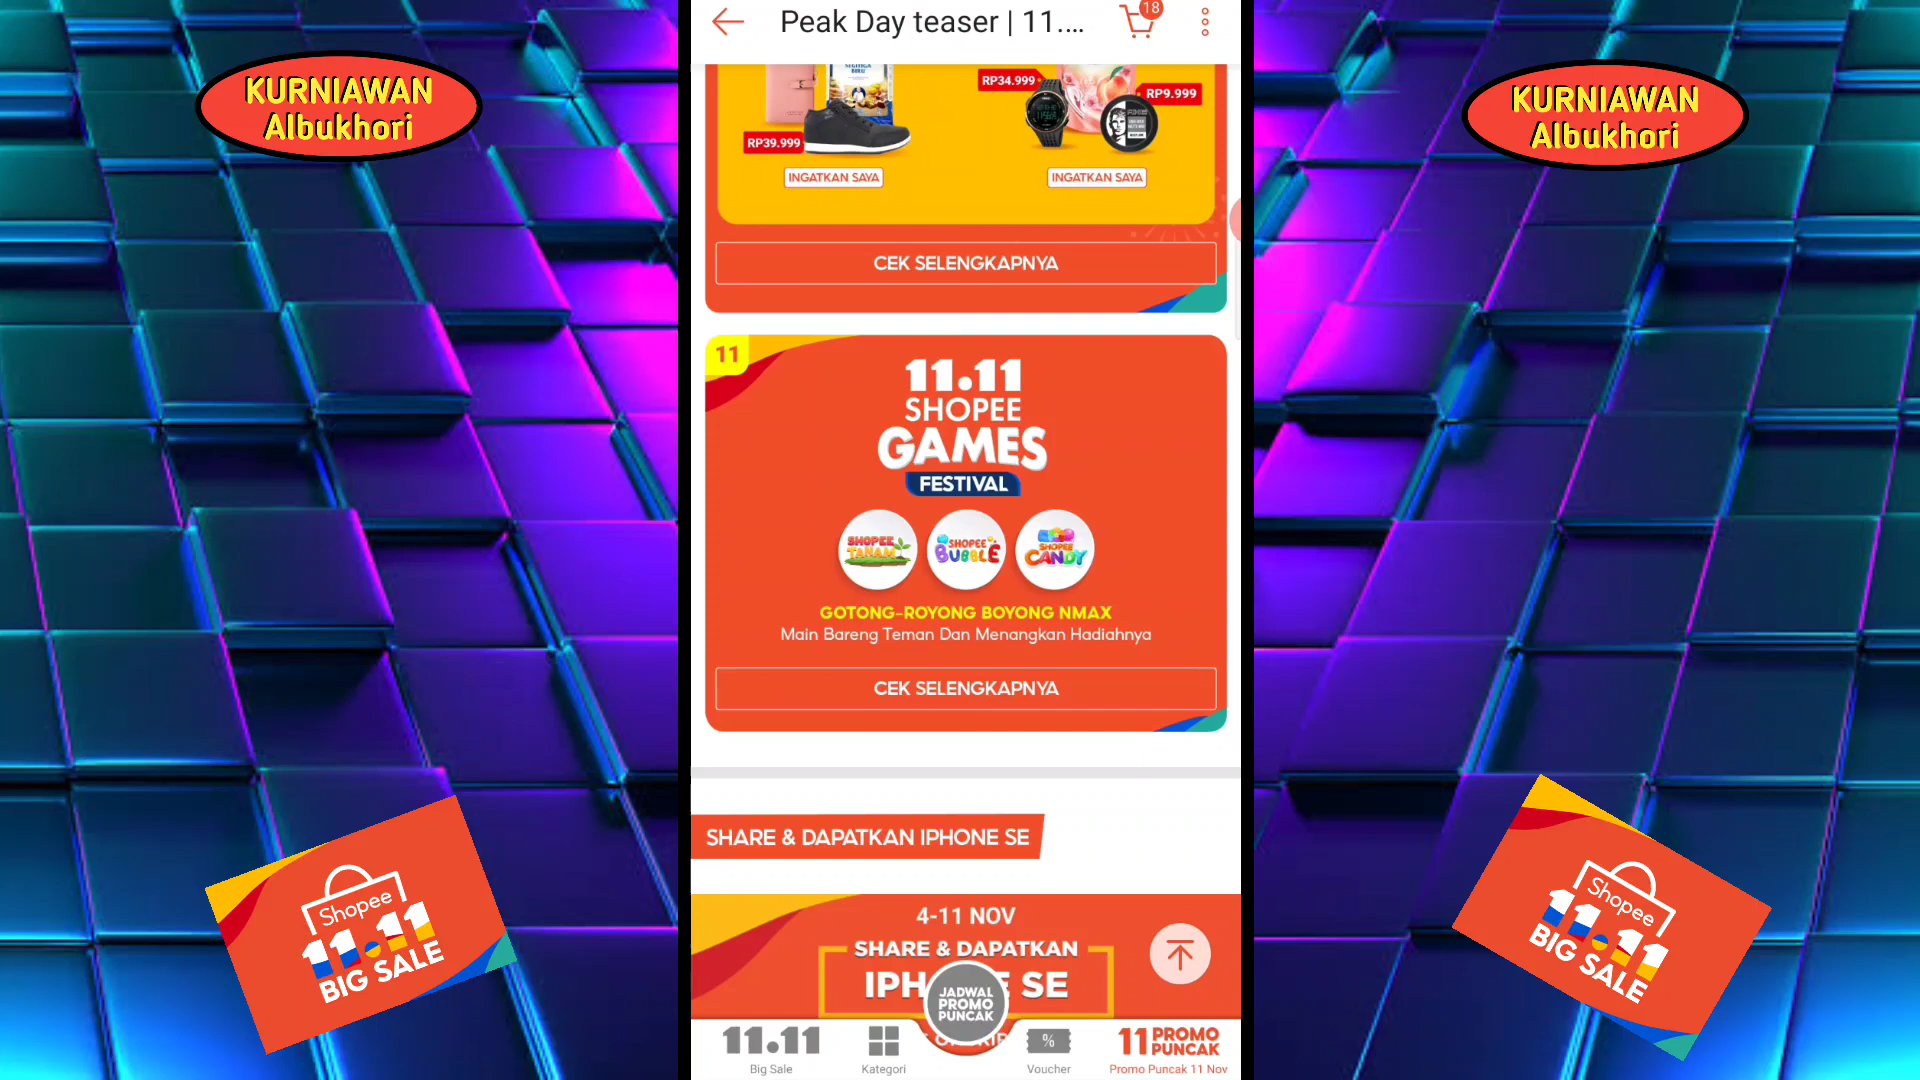 KURNIAWAN
Albukhori
Peak Day teaser | 11....
18
KURNIAWAN
Albukhori
RP39.999
RP34.999
RP9.999
INGATKAN SAYA
INGATKAN SAYA
CEK SELENGKAPNYA
11
11.11
SHOPEE
GAMES
FESTIVAL
SHOPEE
TANAM
SHOPEE
BUBBLE
SHOPEE
CANDY
GOTONG-ROYONG BOYONG NMAX
Main Bareng Teman Dan Menangkan Hadiahnya
CEK SELENGKAPNYA
SHARE & DAPATKAN IPHONE SE
4-11 NOV
SHARE & DAPATKAN
SE
JADWAL
PROMO
PUNCAK
11.11
Big Sale
Kategori
%
Voucher
11 PROMO
PUNCAK
Promo Puncak 11 Nov
Shopee
11.11
BIG SALE
Shopee
11.11
BIG SALE